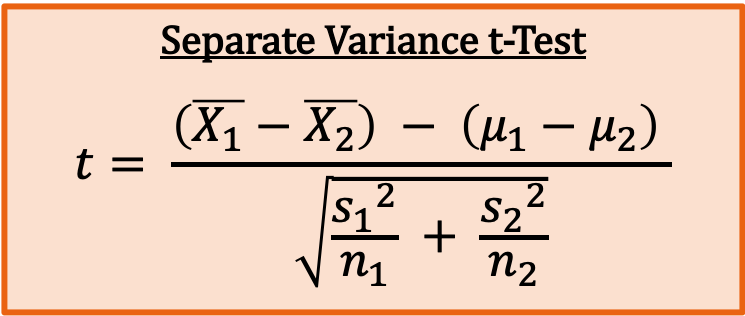 Separate Variance t-Test
t = ((X̅₁ − X̅₂) − (μ₁ − μ₂)) / √(s₁²/n₁ + s₂²/n₂)